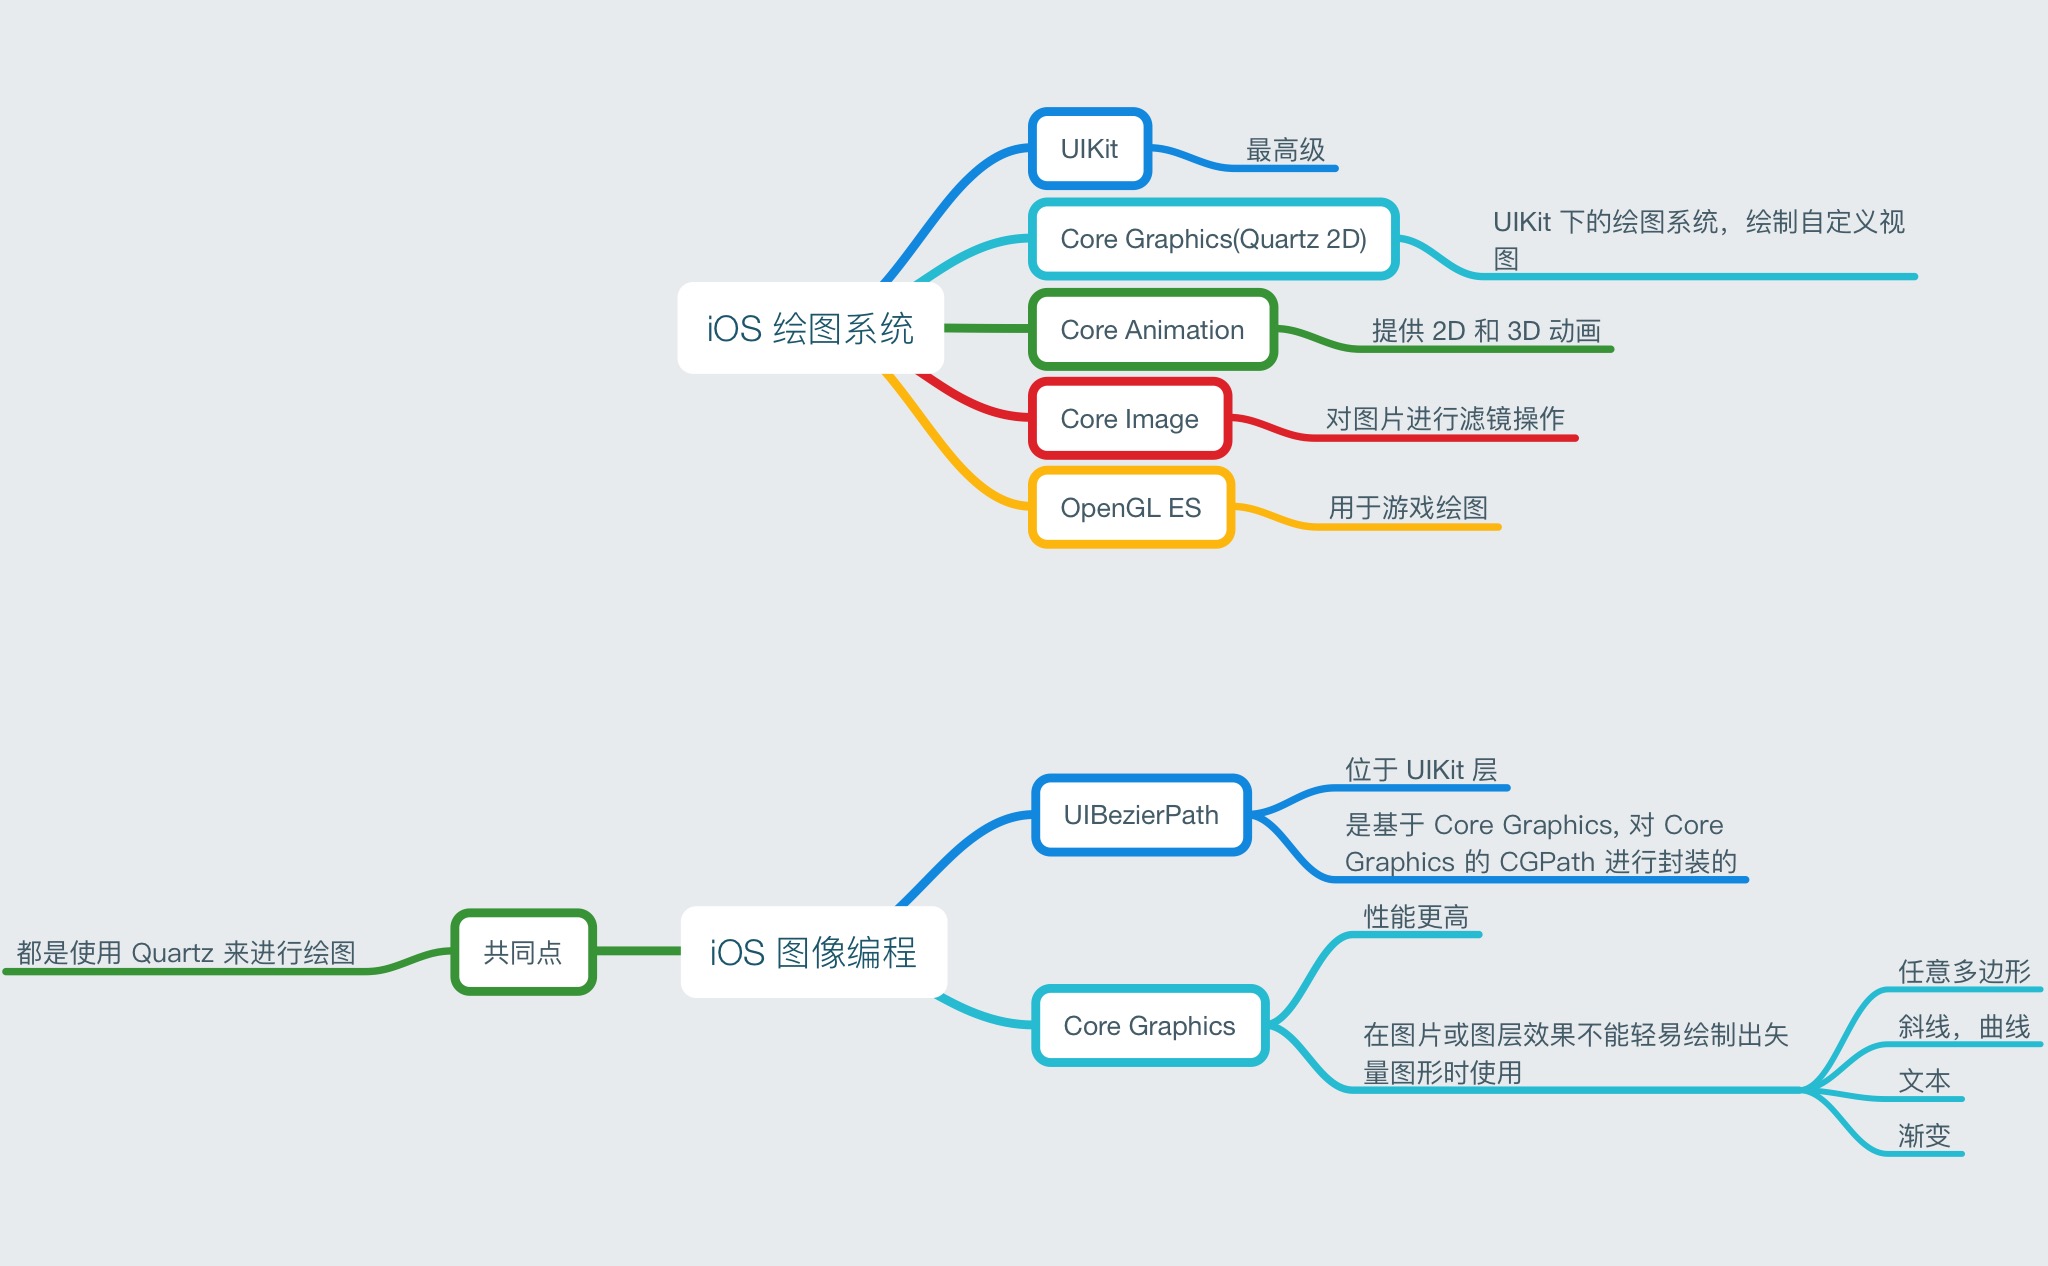 UIKit
最高级
Core Graphics(Quartz 2D)
UIKit 下的绘图系统，绘制自定义视
图
iOS 绘图系统
Core Animation
提供 2D 和 3D 动画
Core Image
对图片进行滤镜操作
OpenGL ES
用于游戏绘图
UIBezierPath
位于 UIKit 层
是基于 Core Graphics, 对 Core
Graphics 的 CGPath 进行封装的
都是使用 Quartz 来进行绘图
共同点
iOS 图像编程
Core Graphics
性能更高
在图片或图层效果不能轻易绘制出矢
量图形时使用
任意多边形
斜线，曲线
文本
渐变